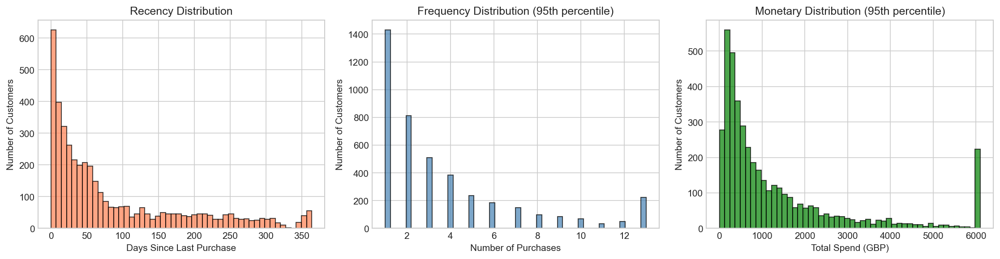 Recency Distribution
Number of Customers
600
500
400
300
200
100
0
0 50 100 150 200 250 300 350
Days Since Last Purchase
Frequency Distribution (95th percentile)
Number of Customers
1400
1200
1000
800
600
400
200
0
2 4 6 8 10 12
Number of Purchases
Monetary Distribution (95th percentile)
Number of Customers
500
400
300
200
100
0
0 1000 2000 3000 4000 5000 6000
Total Spend (GBP)